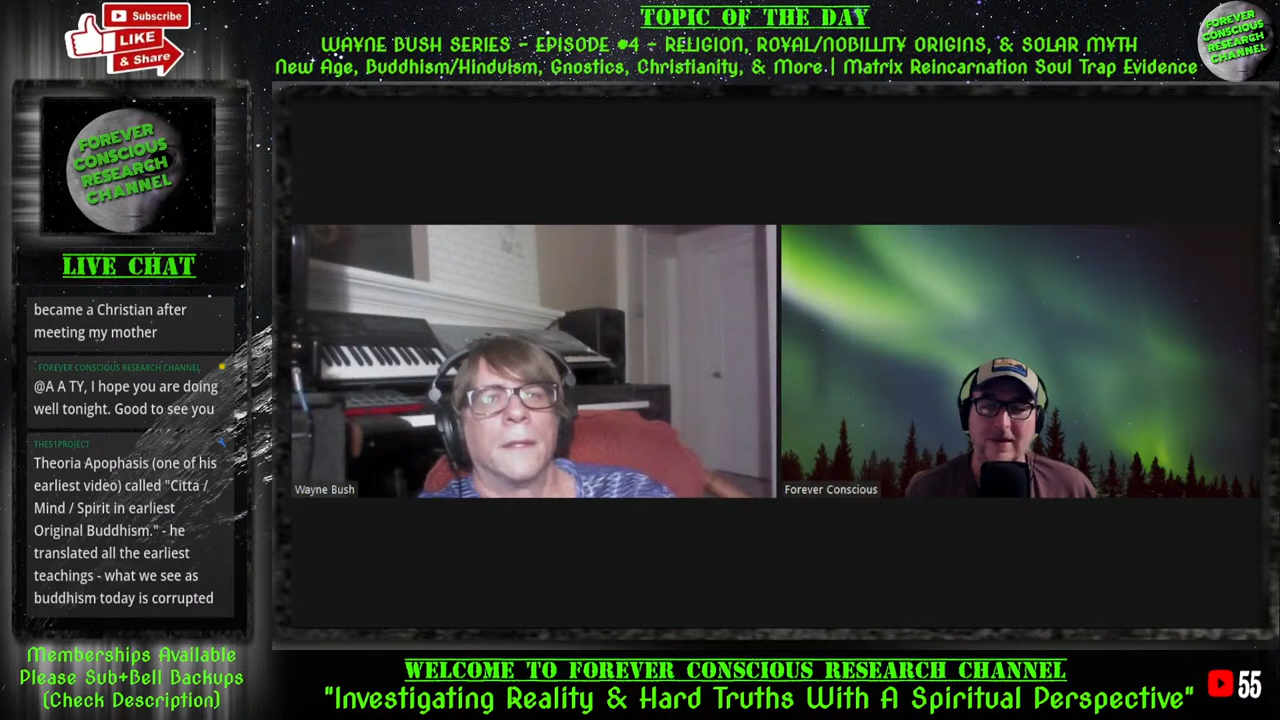 Subscribe
LIKE
& Share
TOPIC OF THE DAY
WAYNE BUSH SERIES - EPISODE #4 - RELIGION, ROYAL/NOBILLITY ORIGINS, & SOLAR MYTH
New Age, Buddhism/Hinduism, Gnostics, Christianity, & More | Matrix Reincarnation Soul Trap Evidence
FOREVER
CONSCIOUS
RESEARCH
CHANNEL
FOREVER
CONSCIOUS
RESEARCH
CHANNEL
LIVE CHAT
became a Christian after
meeting my mother
FOREVER CONSCIOUS RESEARCH CHANNEL
@A A TY, I hope you are doing
well tonight. Good to see you
THE51PROJECT
Theoria Apophasis (one of his
earliest video) called "Citta /
Mind / Spirit in earliest
Original Buddhism." - he
translated all the earliest
teachings - what we see as
buddhism today is corrupted
Wayne Bush
Forever Conscious
Memberships Available
Please Sub+Bell Backups
(Check Description)
WELCOME TO FOREVER CONSCIOUS RESEARCH CHANNEL
"Investigating Reality & Hard Truths With A Spiritual Perspective"
55